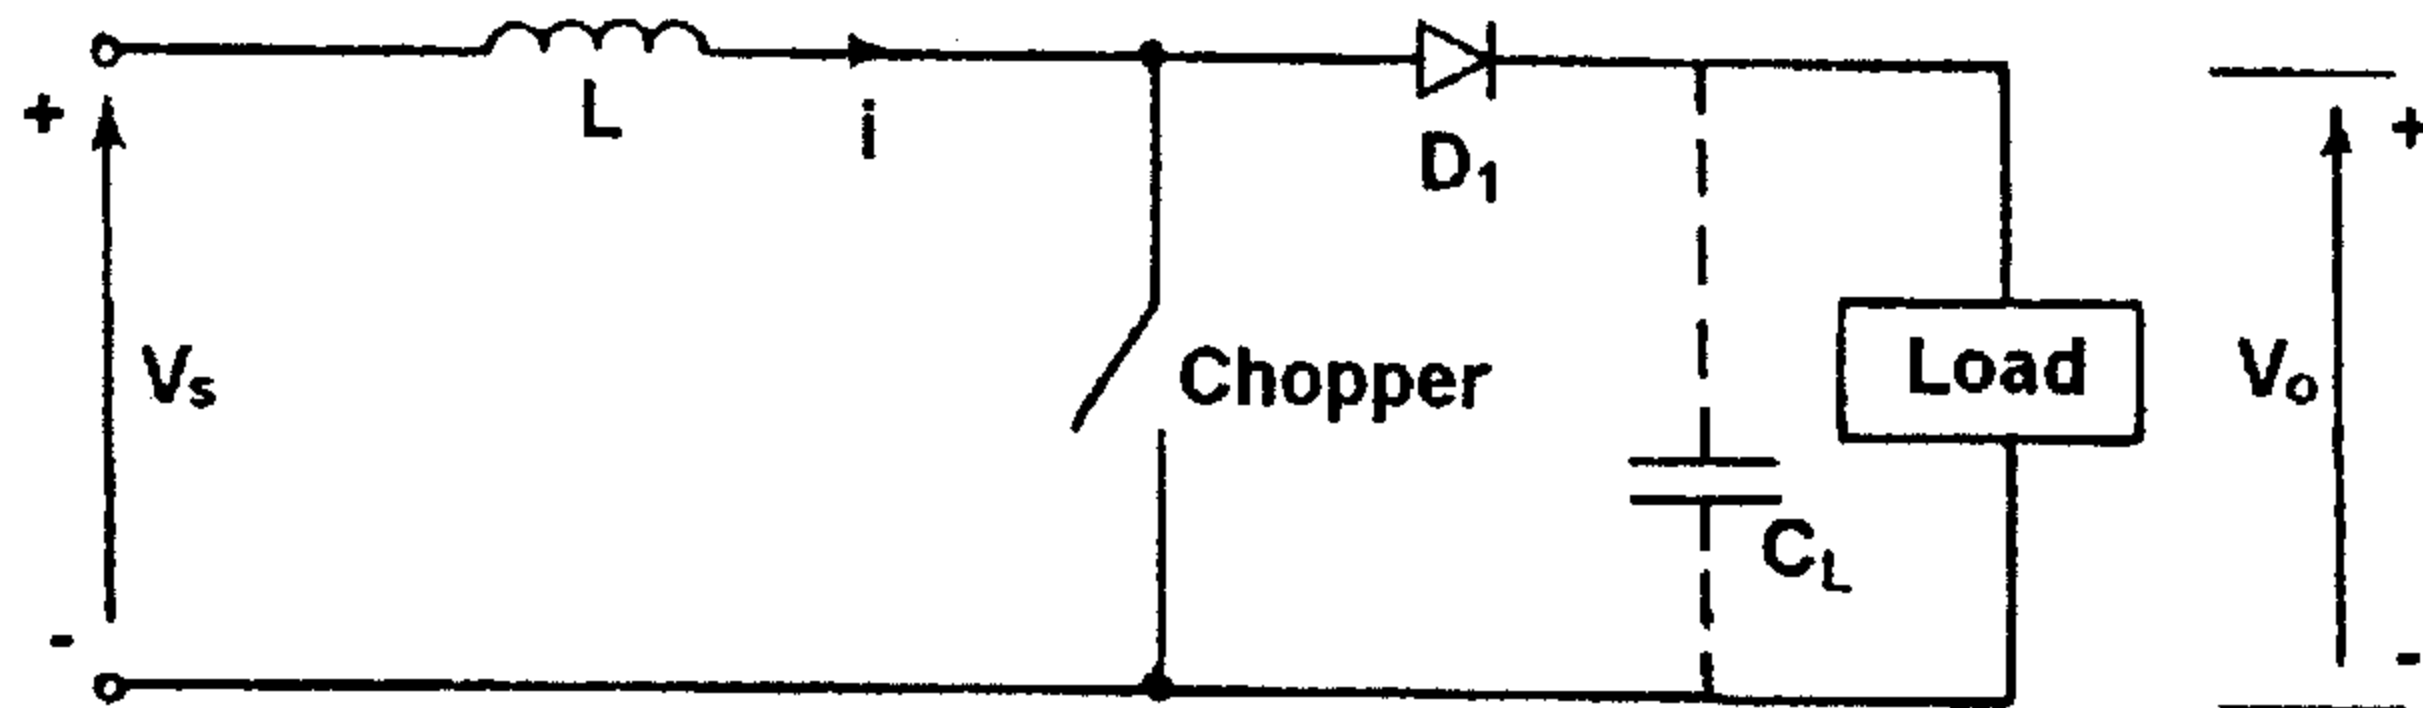 +
L
i
D₁
+
Vs
Chopper
Load
Vo
CL
-
-